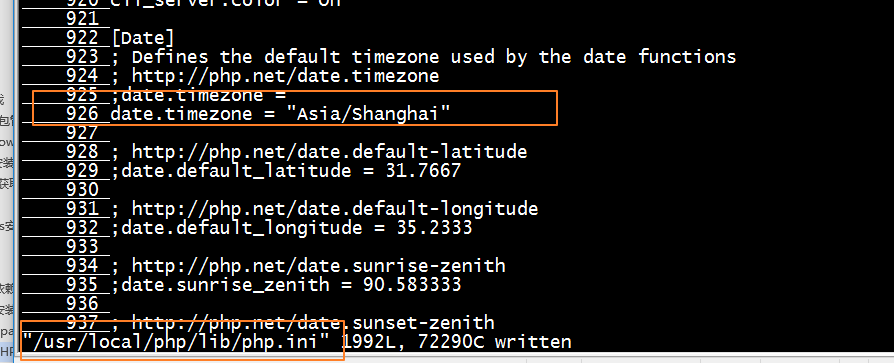 920 cli_server.color = On
921
922 [Date]
923 ; Defines the default timezone used by the date functions
924 ; http://php.net/date.timezone
925 ;date.timezone =
926 date.timezone = "Asia/Shanghai"
927
928 ; http://php.net/date.default-latitude
929 ;date.default_latitude = 31.7667
930
931 ; http://php.net/date.default-longitude
932 ;date.default_longitude = 35.2333
933
934 ; http://php.net/date.sunrise-zenith
935 ;date.sunrise_zenith = 90.583333
936
937 ; http://php.net/date.sunset-zenith
"/usr/local/php/lib/php.ini" 1992L, 72290C written